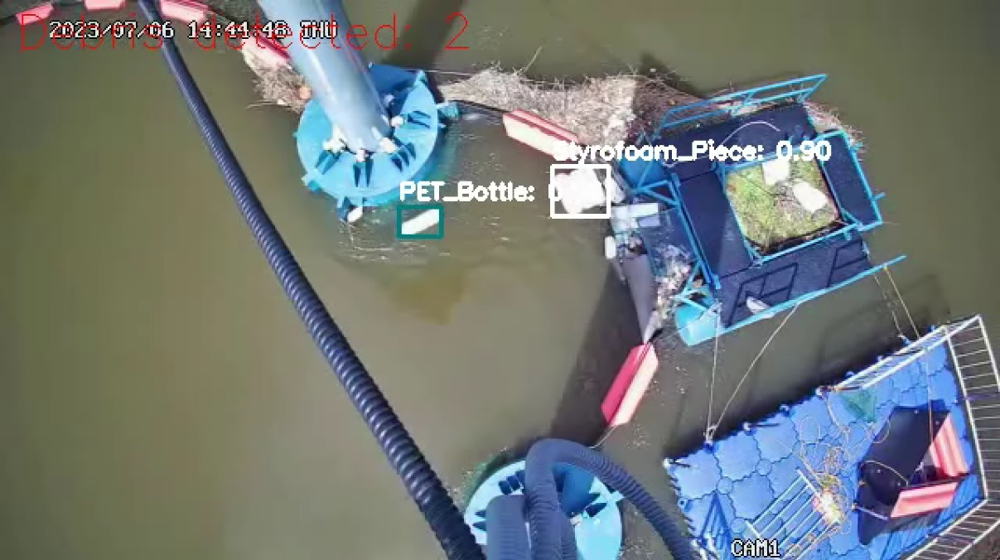 Debris detected: 2
2023/07/06 14:44:48 THU
Styrofoam_Piece: 0.90
PET_Bottle:
CAM1